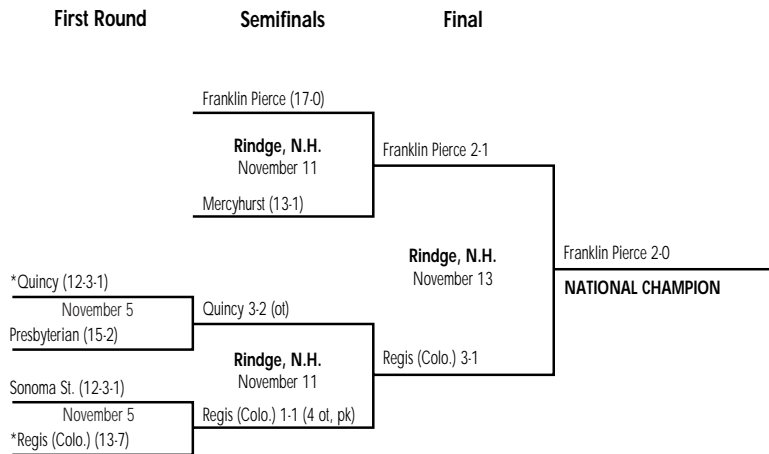 First Round Semifinals Final
Franklin Pierce (17-0)
Rindge, N.H.
November 11
Franklin Pierce 2-1
Mercyhurst (13-1)
Rindge, N.H.
November 13
Franklin Pierce 2-0
NATIONAL CHAMPION
*Quincy (12-3-1)
November 5
Presbyterian (15-2)
Quincy 3-2 (ot)
Rindge, N.H.
November 11
Regis (Colo.) 3-1
Sonoma St. (12-3-1)
November 5
*Regis (Colo.) (13-7)
Regis (Colo.) 1-1 (4 ot, pk)